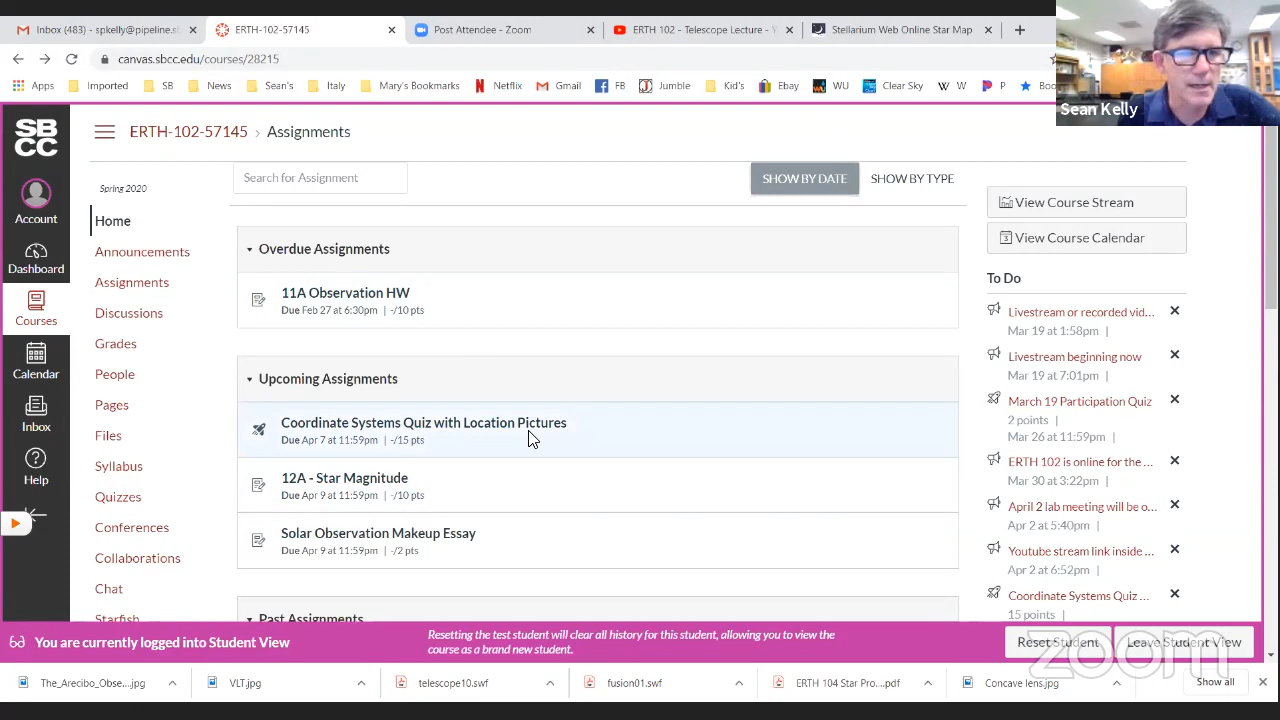 Inbox (483) - spkelly@pipeline.sb
ERTH-102-57145
Post Attendee - Zoom
ERTH 102 - Telescope Lecture - Y
Stellarium Web Online Star Map
canvas.sbcc.edu/courses/28215
Apps
Imported
SB
News
Sean's
Italy
Mary's Bookmarks
Netflix
Gmail
FB
Jumble
Kid's
Ebay
WU
Clear Sky
W
P
Boo
Sean Kelly
SB
CC
Account
Dashboard
Courses
Calendar
Inbox
Help
ERTH-102-57145 › Assignments
Spring 2020
Home
Announcements
Assignments
Discussions
Grades
People
Pages
Files
Syllabus
Quizzes
Conferences
Collaborations
Chat
Starfish
Search for Assignment
SHOW BY DATE
SHOW BY TYPE
Overdue Assignments
11A Observation HW
Due Feb 27 at 6:30pm | -/10 pts
Upcoming Assignments
Coordinate Systems Quiz with Location Pictures
Due Apr 7 at 11:59pm | -/15 pts
12A - Star Magnitude
Due Apr 9 at 11:59pm | -/10 pts
Solar Observation Makeup Essay
Due Apr 9 at 11:59pm | -/2 pts
Past Assignments
View Course Stream
View Course Calendar
To Do
Livestream or recorded vid...
Mar 19 at 1:58pm |
Livestream beginning now
Mar 19 at 7:01pm |
March 19 Participation Quiz
2 points |
Mar 26 at 11:59pm
ERTH 102 is online for the ...
Mar 30 at 3:22pm |
April 2 lab meeting will be o...
Apr 2 at 5:40pm |
Youtube stream link inside ...
Apr 2 at 6:52pm |
Coordinate Systems Quiz ...
15 points |
You are currently logged into Student View
Resetting the test student will clear all history for this student, allowing you to view the
course as a brand new student.
Reset Student
Leave Student View
zoom
The_Arecibo_Obse....jpg
VLT.jpg
telescope10.swf
fusion01.swf
ERTH 104 Star Pro....pdf
Concave lens.jpg
Show all